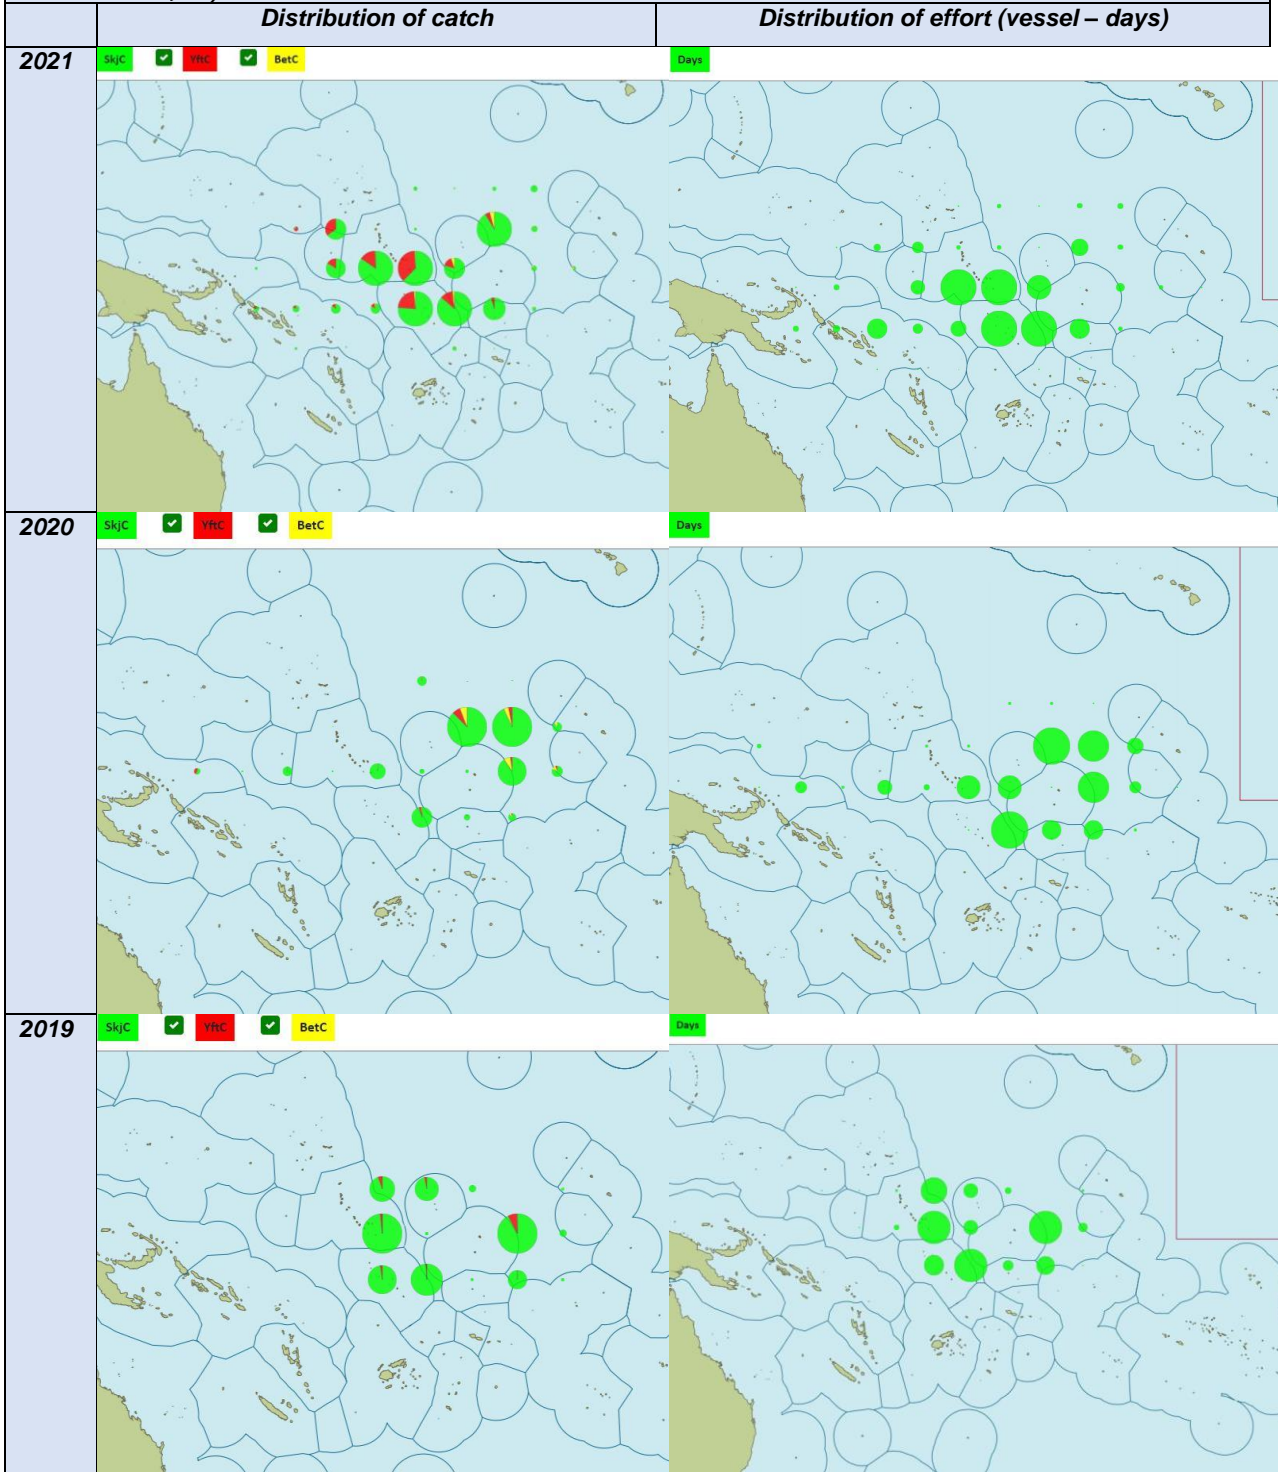 Distribution of catch Distribution of effort (vessel – days)
2021
SkjC YftC BetC
Days
2020
SkjC YftC BetC
Days
2019
SkjC YftC BetC
Days